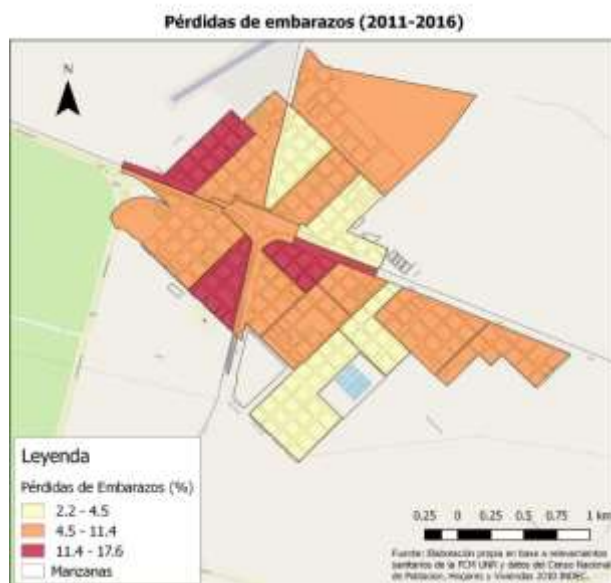 Pérdidas de embarazos (2011-2016)
N
Leyenda
Pérdidas de Embarazos (%)
2.2 - 4.5
4.5 - 11.4
11.4 - 17.6
Manzanas
0.25 0 0.25 0.5 0.75 1 km
Fuente: Elaboración propia en base a relevamientos
sanitarios de la FCM UNR y datos del Censo Nacional
de Población, Hogares y Viviendas 2010 INDEC.